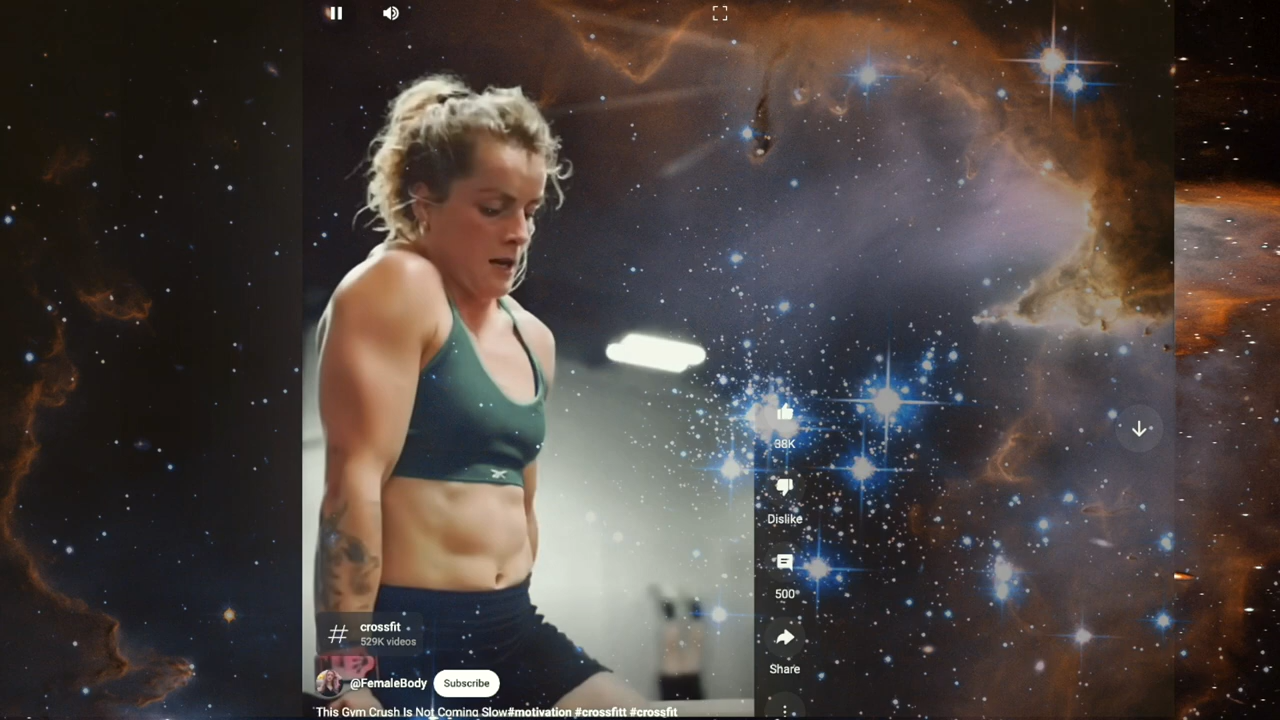 crossfit
529K videos
@FemaleBody
Subscribe
This Gym Crush Is Not Coming Slow#motivation #crossfitt #crossfit
38K
Dislike
500
Share